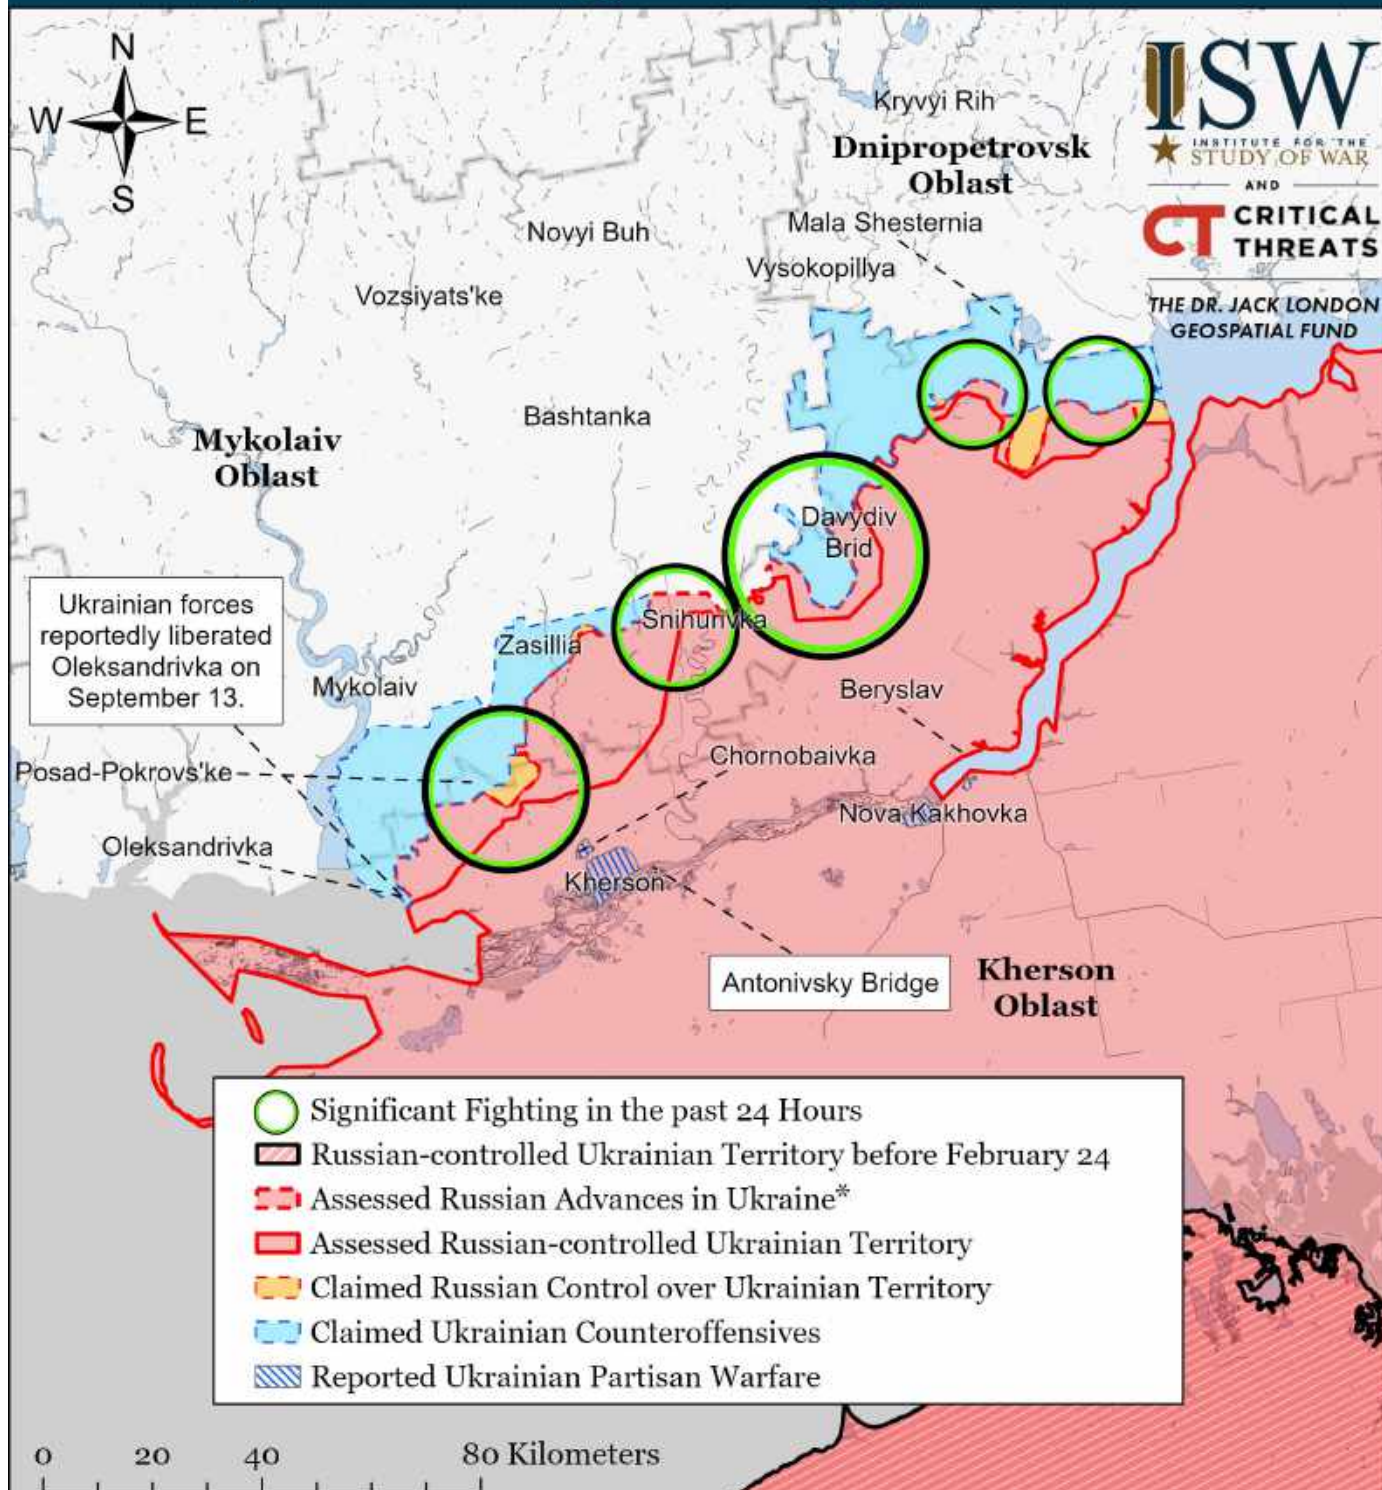 N
W
E
S
ISW
INSTITUTE FOR THE
STUDY OF WAR
AND
CT CRITICAL
THREATS
THE DR. JACK LONDON
GEOSPATIAL FUND
Kryvyi Rih
Dnipropetrovsk
Oblast
Mala Shesternia
Novyi Buh
Vysokopillya
Vozsiyats'ke
Bashtanka
Mykolaiv
Oblast
Davydiv
Brid
Ukrainian forces
reportedly liberated
Oleksandrivka on
September 13.
Snihurivka
Zasillia
Mykolaiv
Beryslav
Chornobaivka
Posad-Pokrovs'ke
Nova Kakhovka
Oleksandrivka
Kherson
Antonivsky Bridge
Kherson
Oblast
Significant Fighting in the past 24 Hours
Russian-controlled Ukrainian Territory before February 24
Assessed Russian Advances in Ukraine*
Assessed Russian-controlled Ukrainian Territory
Claimed Russian Control over Ukrainian Territory
Claimed Ukrainian Counteroffensives
Reported Ukrainian Partisan Warfare
0 20 40 80 Kilometers